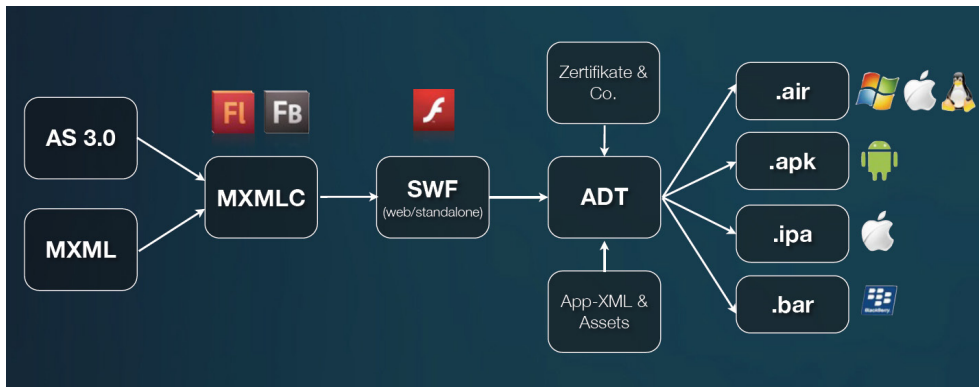 AS 3.0
MXML
Fl
FB
MXMLC
SWF
(web/standalone)
Zertifikate &
Co.
ADT
App-XML &
Assets
.air
.apk
.ipa
.bar
BlackBerry